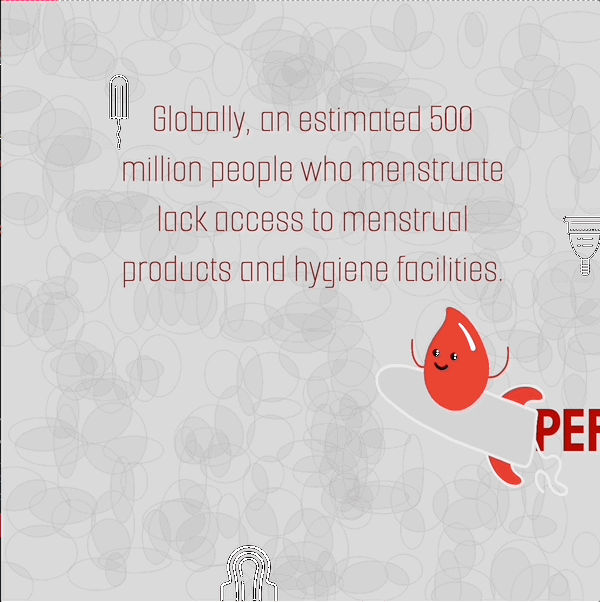 Globally, an estimated 500
million people who menstruate
lack access to menstrual
products and hygiene facilities.